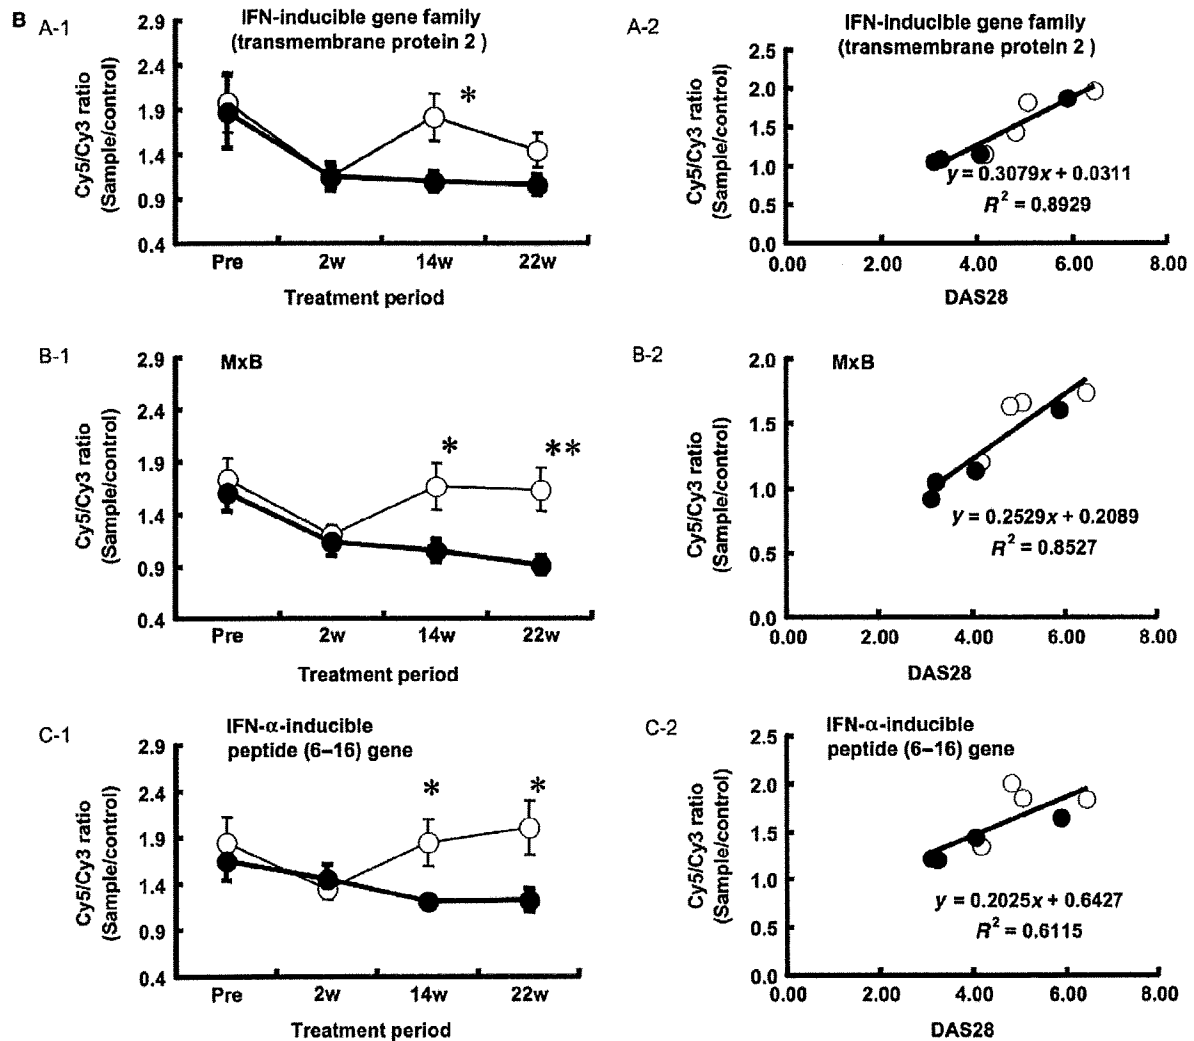 B
A-1
IFN-inducible gene family
(transmembrane protein 2 )
Cy5/Cy3 ratio
(Sample/control)
2.9
2.4
1.9
1.4
0.9
0.4
*
Pre 2w 14w 22w
Treatment period
A-2
IFN-inducible gene family
(transmembrane protein 2 )
Cy5/Cy3 ratio
(Sample/control)
2.5
2.0
1.5
1.0
0.5
0.0
y = 0.3079x + 0.0311
R² = 0.8929
0.00 2.00 4.00 6.00 8.00
DAS28
B-1
MxB
Cy5/Cy3 ratio
(Sample/control)
2.9
2.4
1.9
1.4
0.9
0.4
* **
Pre 2w 14w 22w
Treatment period
B-2
MxB
Cy5/Cy3 ratio
(Sample/control)
2.0
1.5
1.0
0.5
0.0
y = 0.2529x + 0.2089
R² = 0.8527
0.00 2.00 4.00 6.00 8.00
DAS28
C-1
IFN-α-inducible
peptide (6–16) gene
Cy5/Cy3 ratio
(Sample/control)
2.9
2.4
1.9
1.4
0.9
0.4
* *
Pre 2w 14w 22w
Treatment period
C-2
IFN-α-inducible
peptide (6–16) gene
Cy5/Cy3 ratio
(Sample/control)
2.5
2.0
1.5
1.0
0.5
0.0
y = 0.2025x + 0.6427
R² = 0.6115
0.00 2.00 4.00 6.00 8.00
DAS28